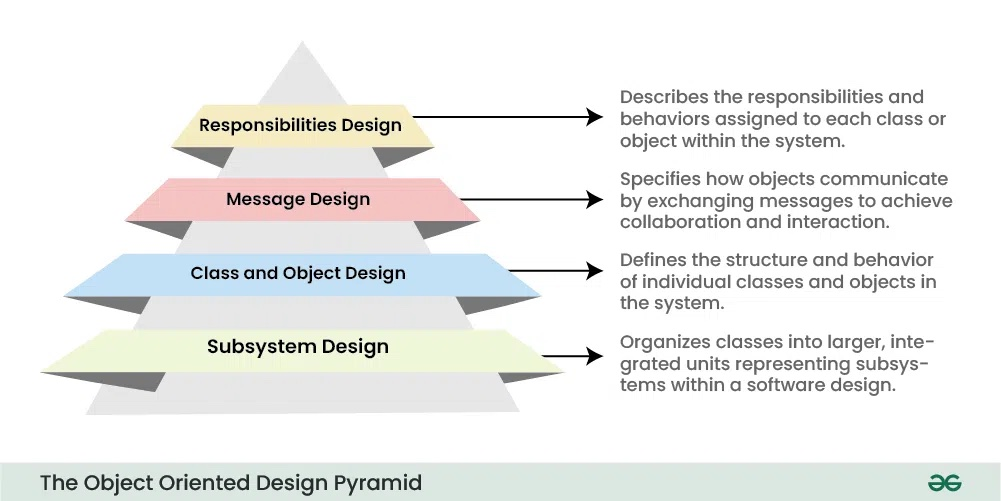 Responsibilities Design
Describes the responsibilities and
behaviors assigned to each class or
object within the system.
Message Design
Specifies how objects communicate
by exchanging messages to achieve
collaboration and interaction.
Class and Object Design
Defines the structure and behavior
of individual classes and objects in
the system.
Subsystem Design
Organizes classes into larger, inte-
grated units representing subsys-
tems within a software design.
The Object Oriented Design Pyramid